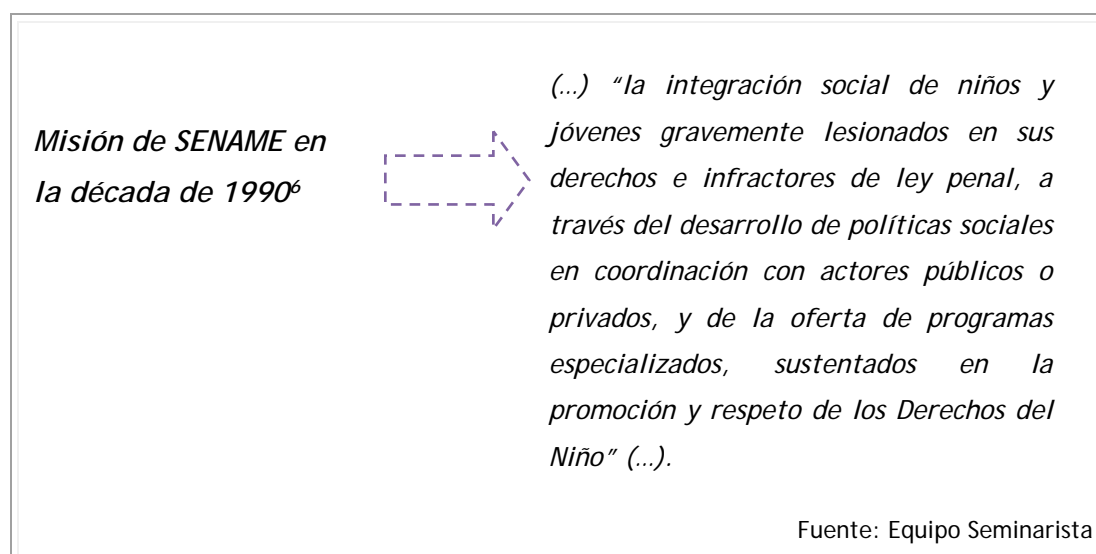 Misión de SENAME en
la década de 1990⁶
(…) “la integración social de niños y
jóvenes gravemente lesionados en sus
derechos e infractores de ley penal, a
través del desarrollo de políticas sociales
en coordinación con actores públicos o
privados, y de la oferta de programas
especializados, sustentados en la
promoción y respeto de los Derechos del
Niño” (…).
Fuente: Equipo Seminarista